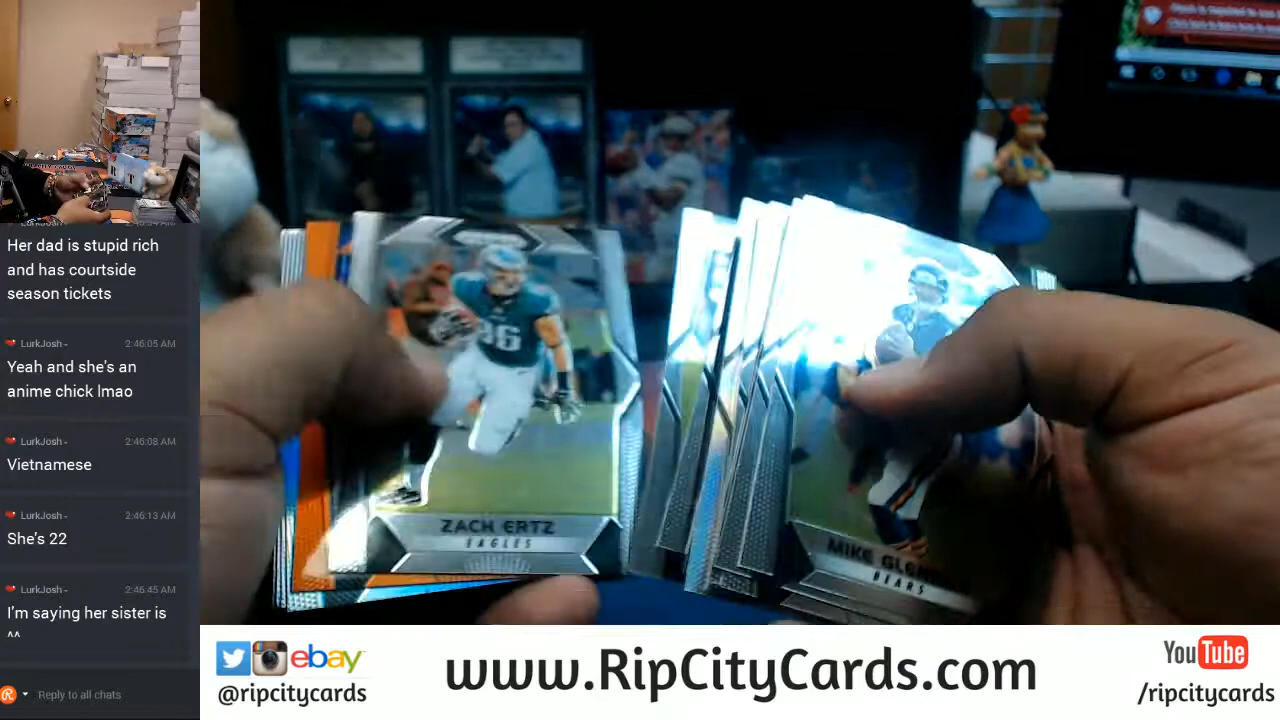 Her dad is stupid rich
and has courtside
season tickets
LurkJosh - 2:46:05 AM
Yeah and she's an
anime chick lmao
LurkJosh - 2:46:08 AM
Vietnamese
LurkJosh - 2:46:13 AM
She's 22
LurkJosh - 2:46:45 AM
I'm saying her sister is
^^
Reply to all chats
86
ZACH ERTZ
EAGLES
MIKE
BEARS
ebay
@ripcitycards
www.RipCityCards.com
YouTube
/ripcitycards